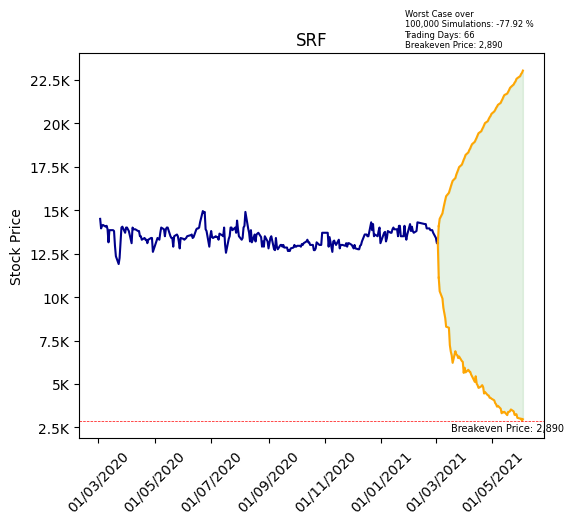 Worst Case over
100,000 Simulations: -77.92 %
Trading Days: 66
Breakeven Price: 2,890
SRF
Stock Price
22.5K
20K
17.5K
15K
12.5K
10K
7.5K
5K
2.5K
Breakeven Price: 2,890
01/03/2020
01/05/2020
01/07/2020
01/09/2020
01/11/2020
01/01/2021
01/03/2021
01/05/2021